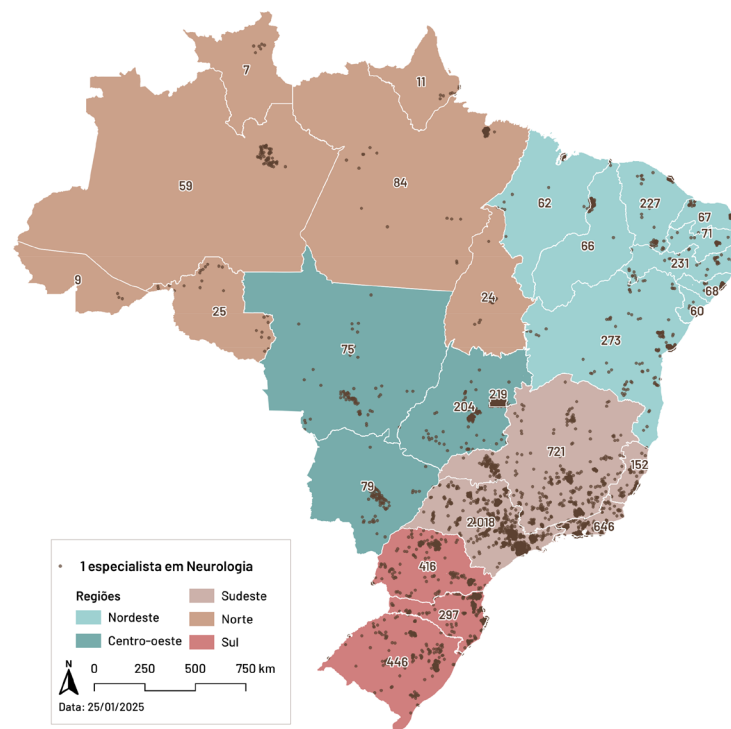 7
11
59
84
62
227
67
71
66
231
9
68
25
24
60
273
75
219
204
721
152
79
2.018
646
416
297
446
1 especialista em Neurologia
Regiões
Sudeste
Nordeste
Norte
Centro-oeste
Sul
N
0 250 500 750 km
Data: 25/01/2025